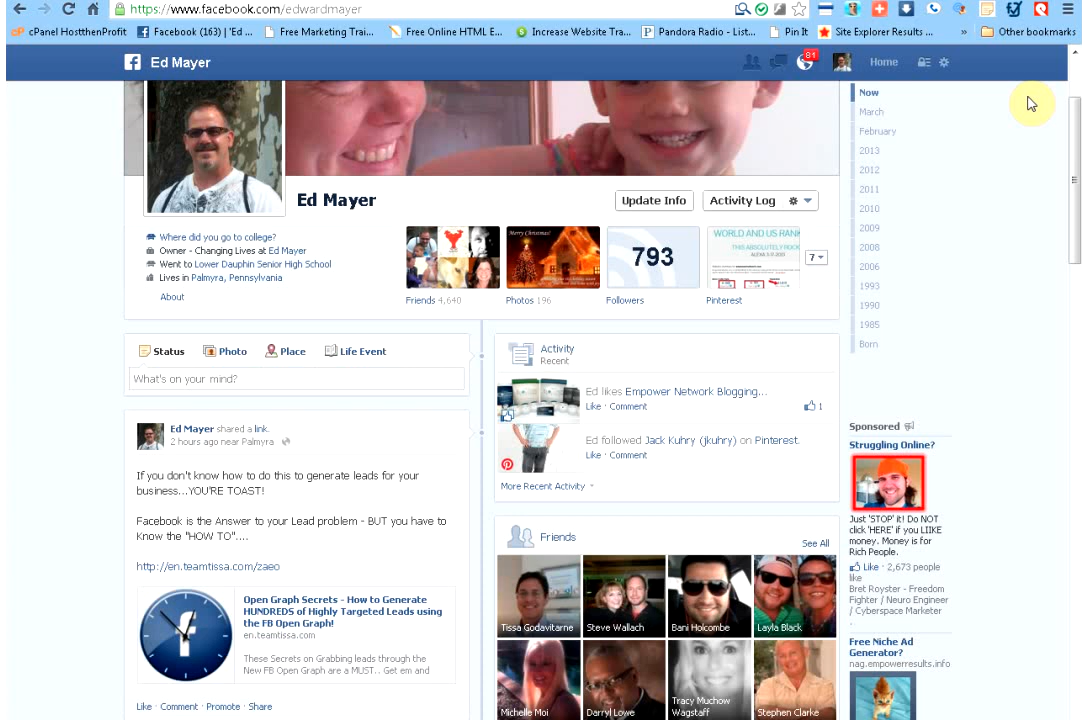 https://www.facebook.com/edwardmayer
cPanel HostthenProfit
Facebook (163) | 'Ed ...
Free Marketing Trai...
Free Online HTML E...
Increase Website Tra...
Pandora Radio - List...
Pin It
Site Explorer Results ...
»
Other bookmarks
Ed Mayer
81
Home
Now
March
February
2013
2012
2011
2010
2009
2008
2006
1993
1990
1985
Born
Ed Mayer
Update Info
Activity Log
Where did you go to college?
Owner - Changing Lives at Ed Mayer
Went to Lower Dauphin Senior High School
Lives in Palmyra, Pennsylvania
About
Merry Christmas!
793
WORLD AND US RANK
THIS ABSOLUTELY ROCK
ALEXA 5-17-2010
7
Friends 4,640
Photos 196
Followers
Pinterest
Status
Photo
Place
Life Event
What's on your mind?
Ed Mayer shared a link.
2 hours ago near Palmyra
If you don't know how to do this to generate leads for your
business...YOU'RE TOAST!
Facebook is the Answer to your Lead problem - BUT you have to
Know the "HOW TO"....
http://en.teamtissa.com/zaeo
Open Graph Secrets - How to Generate
HUNDREDS of Highly Targeted Leads using
the FB Open Graph!
en.teamtissa.com
These Secrets on Grabbing leads through the
New FB Open Graph are a MUST.. Get em and
Like · Comment · Promote · Share
Activity
Recent
Ed likes Empower Network Blogging...
Like · Comment
1
Ed followed Jack Kuhry (jkuhry) on Pinterest.
Like · Comment
More Recent Activity
Friends
See All
Tissa Godavitarne
Steve Wallach
Bani Holcombe
Layla Black
Michelle Moi
Darryl Lowe
Tracy Muchow
Wagstaff
Stephen Clarke
Sponsored
Struggling Online?
Just 'STOP' it! Do NOT
click 'HERE' if you LIIKE
money. Money is for
Rich People.
Like · 2,673 people
like
Bret Royster - Freedom
Fighter / Neuro Engineer
/ Cyberspace Marketer
.
Free Niche Ad
Generator?
nag.empowerresults.info